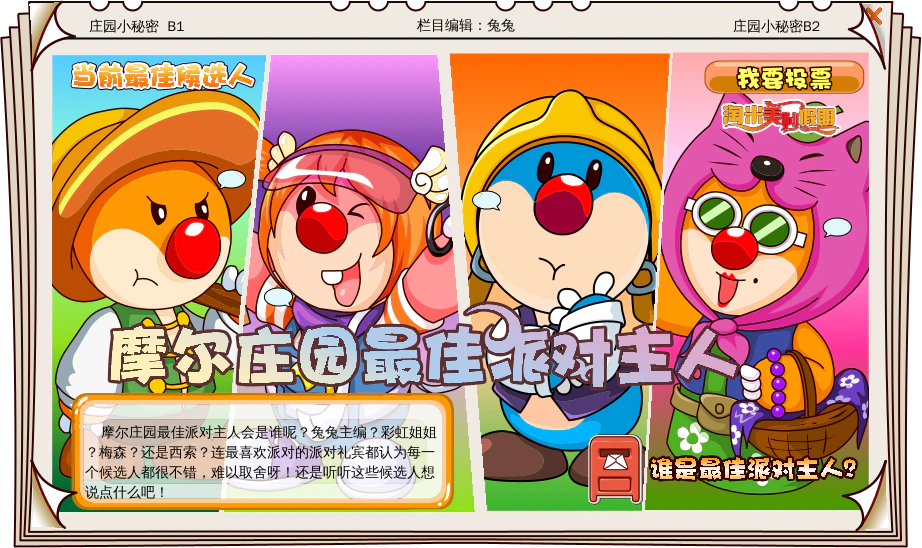 庄园小秘密 B1
栏目编辑：兔兔
庄园小秘密B2
当前最佳候选人
我要投票
淘米美利假期
摩尔庄园最佳派对主人
摩尔庄园最佳派对主人会是谁呢？兔兔主编？彩虹姐姐
？梅森？还是西索？连最喜欢派对的派对礼宾都认为每一
个候选人都很不错，难以取舍呀！还是听听这些候选人想
说点什么吧！
谁是最佳派对主人?